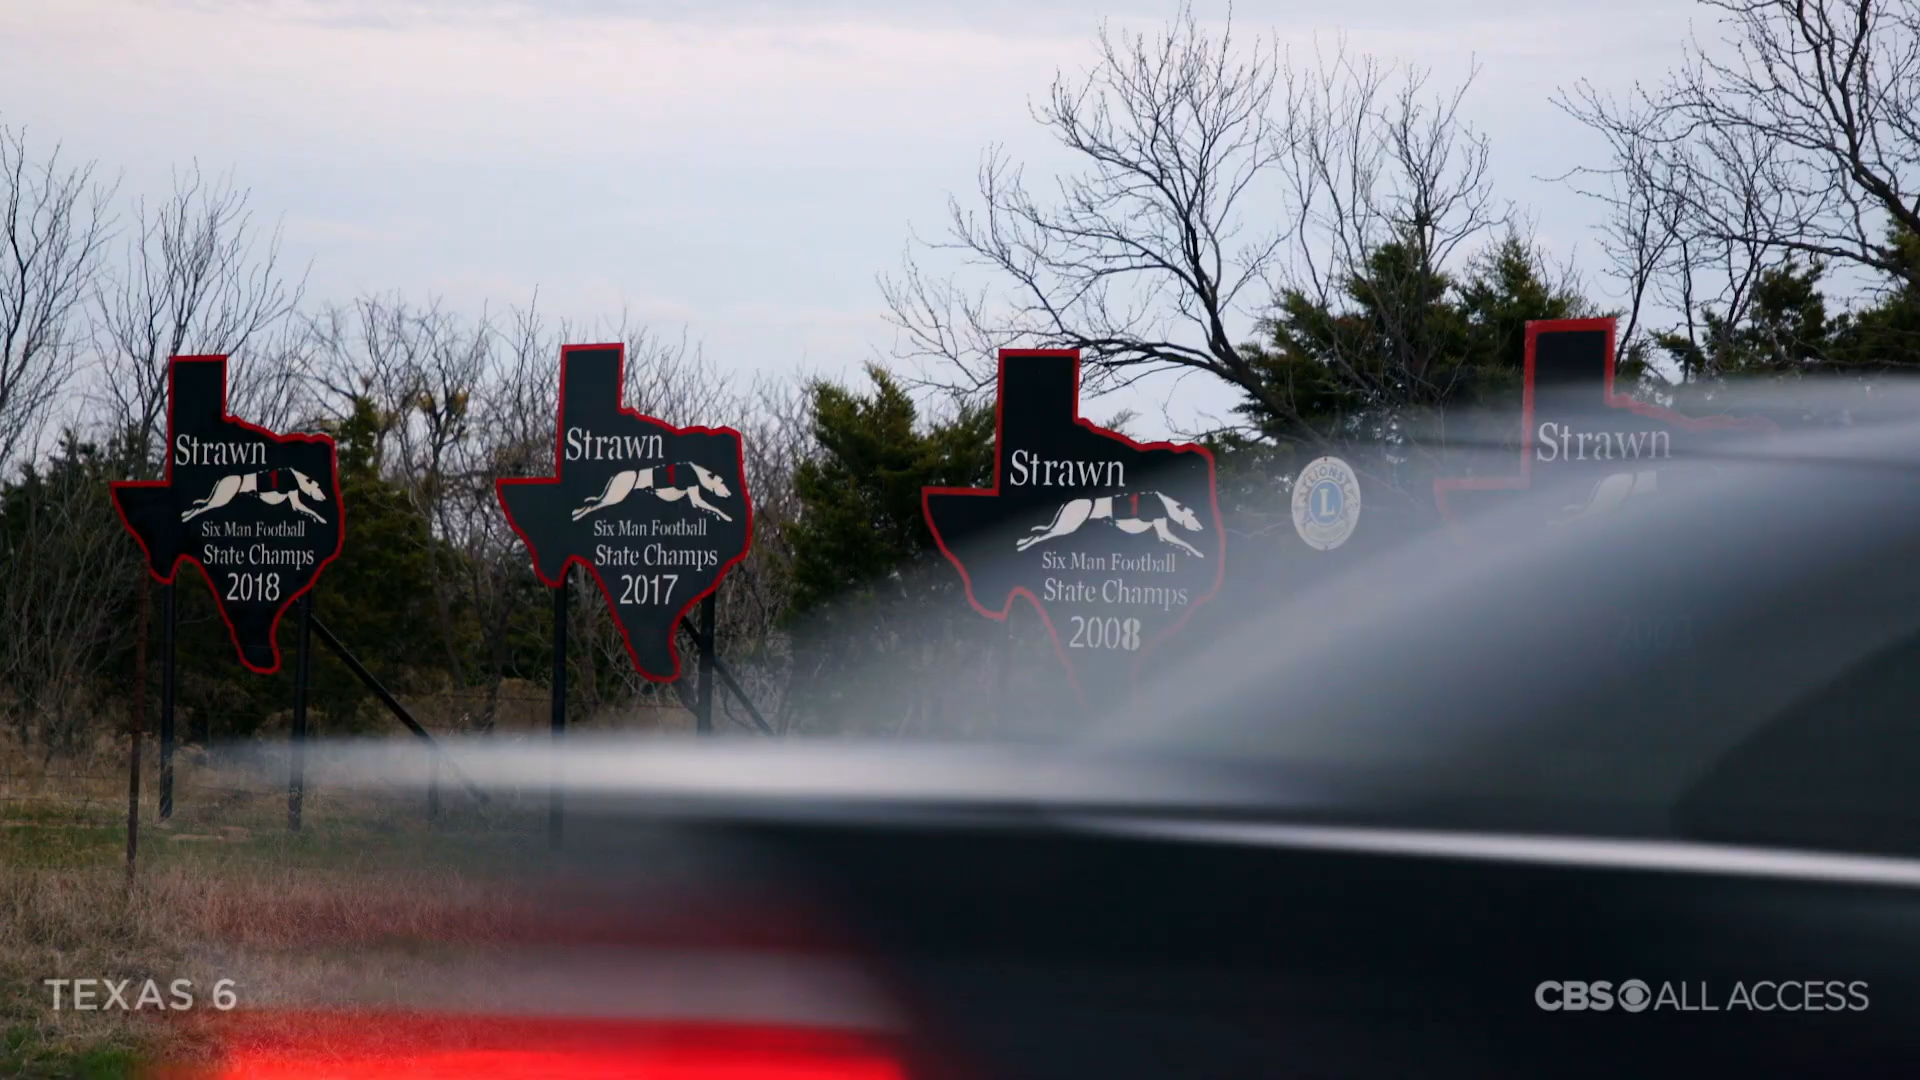 Strawn
Six Man Football
State Champs
2018
Strawn
Six Man Football
State Champs
2017
Strawn
Six Man Football
State Champs
2008
LIONS
L
Strawn
TEXAS 6
CBS ALL ACCESS